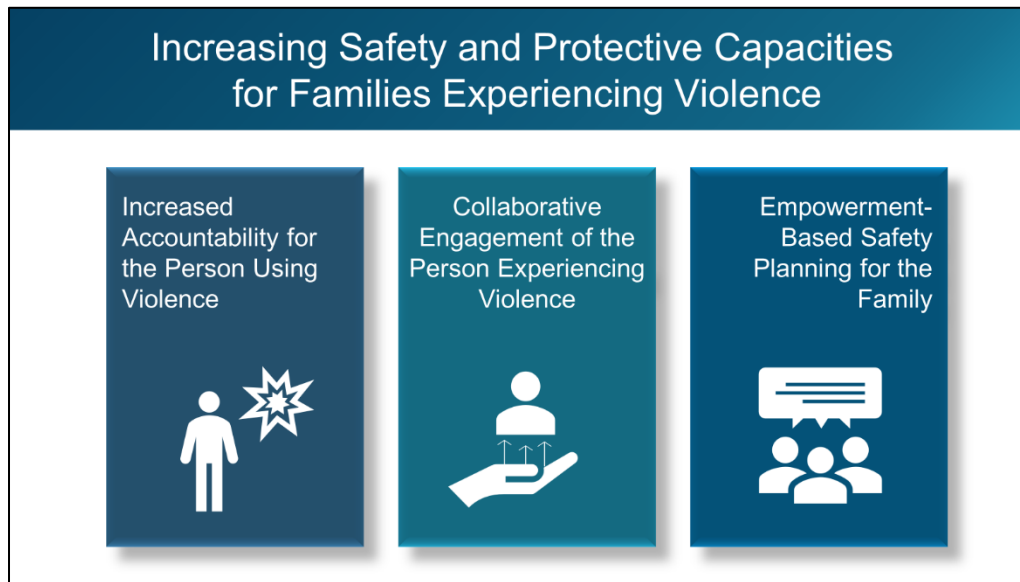 Increasing Safety and Protective Capacities
for Families Experiencing Violence
Increased
Accountability for
the Person Using
Violence
Collaborative
Engagement of the
Person Experiencing
Violence
Empowerment-
Based Safety
Planning for the
Family